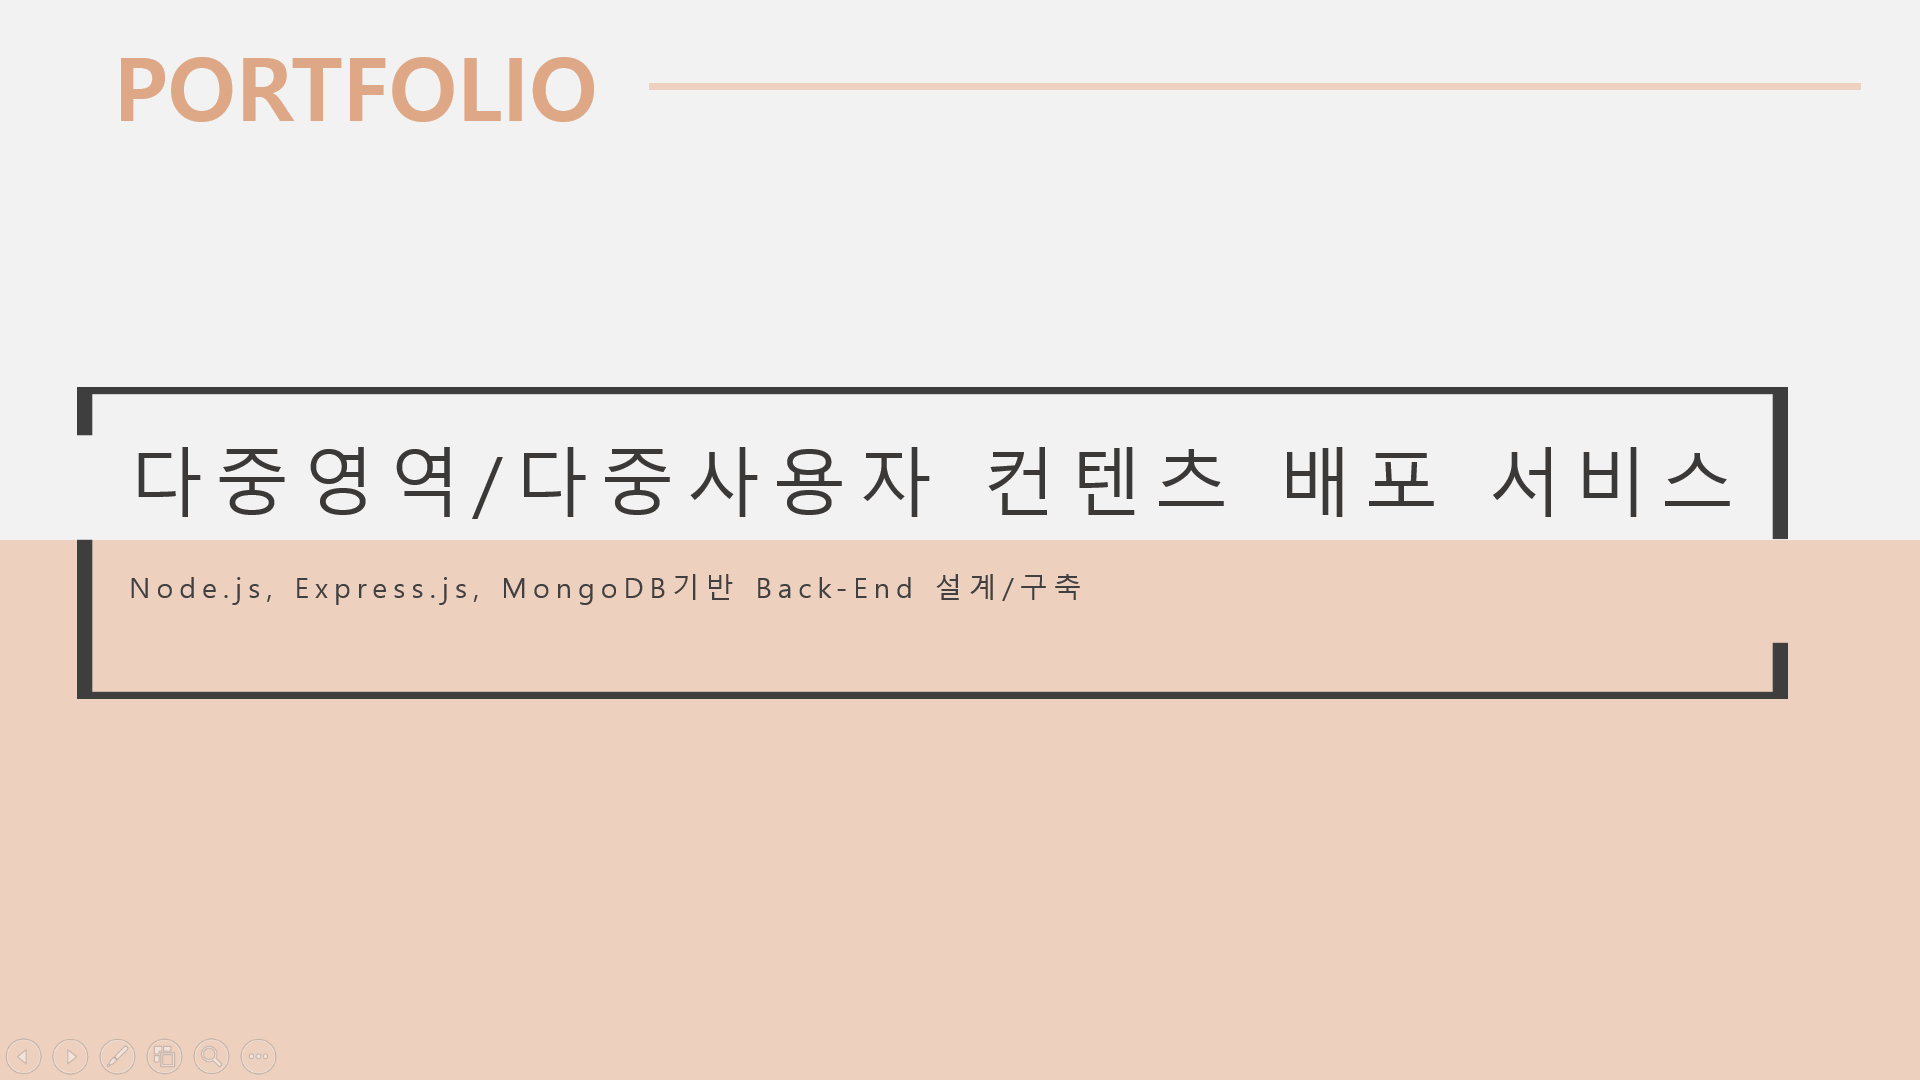 PORTFOLIO
다중영역/다중사용자 컨텐츠 배포 서비스
Node.js, Express.js, MongoDB기반 Back-End 설계/구축